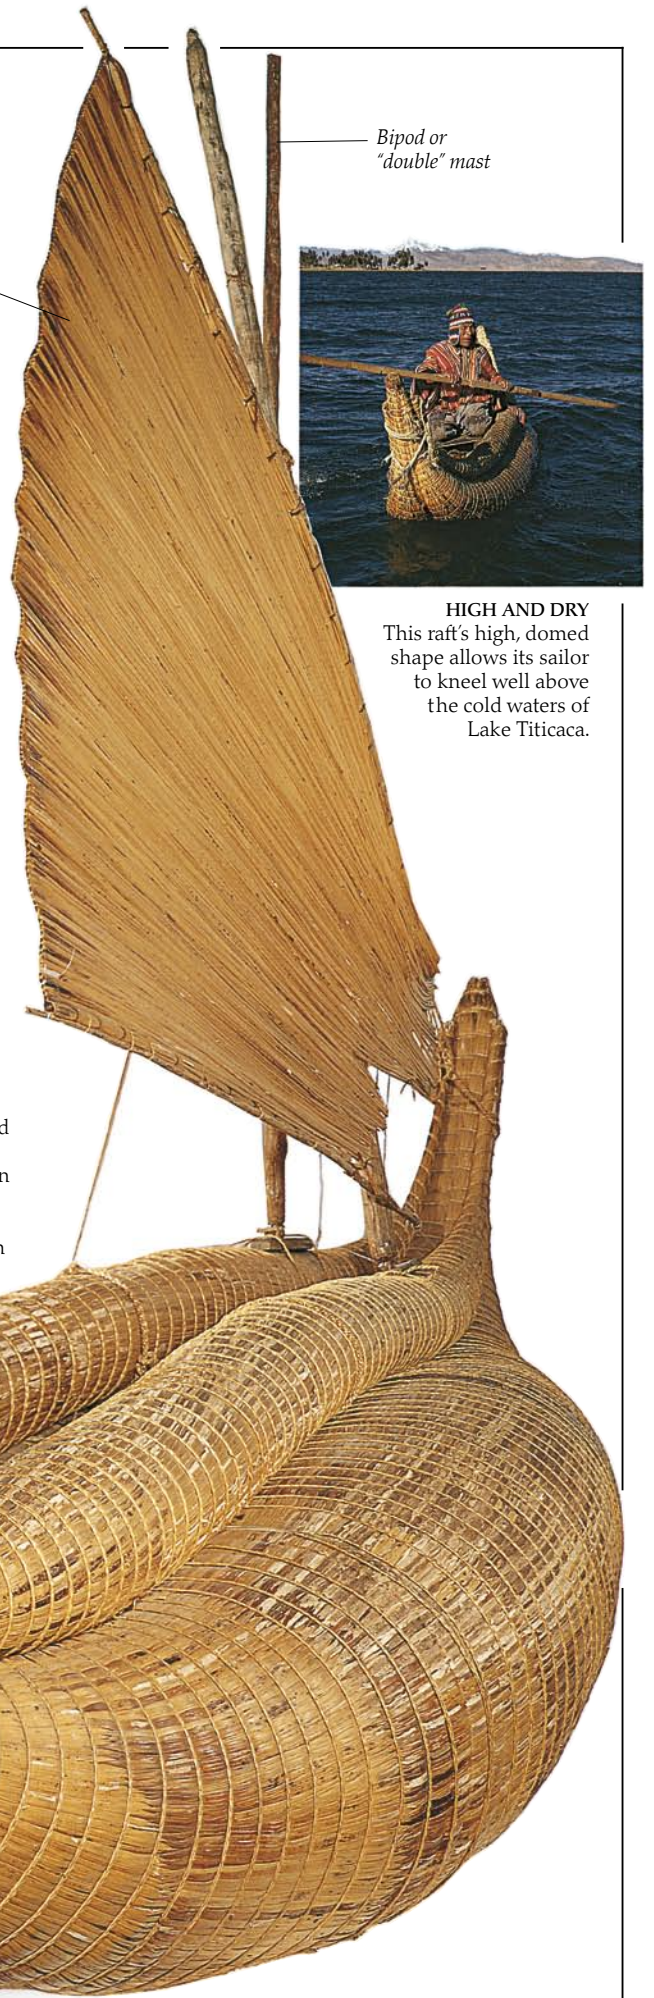 Bipod or
“double” mast
HIGH AND DRY
This raft’s high, domed
shape allows its sailor
to kneel well above
the cold waters of
Lake Titicaca.